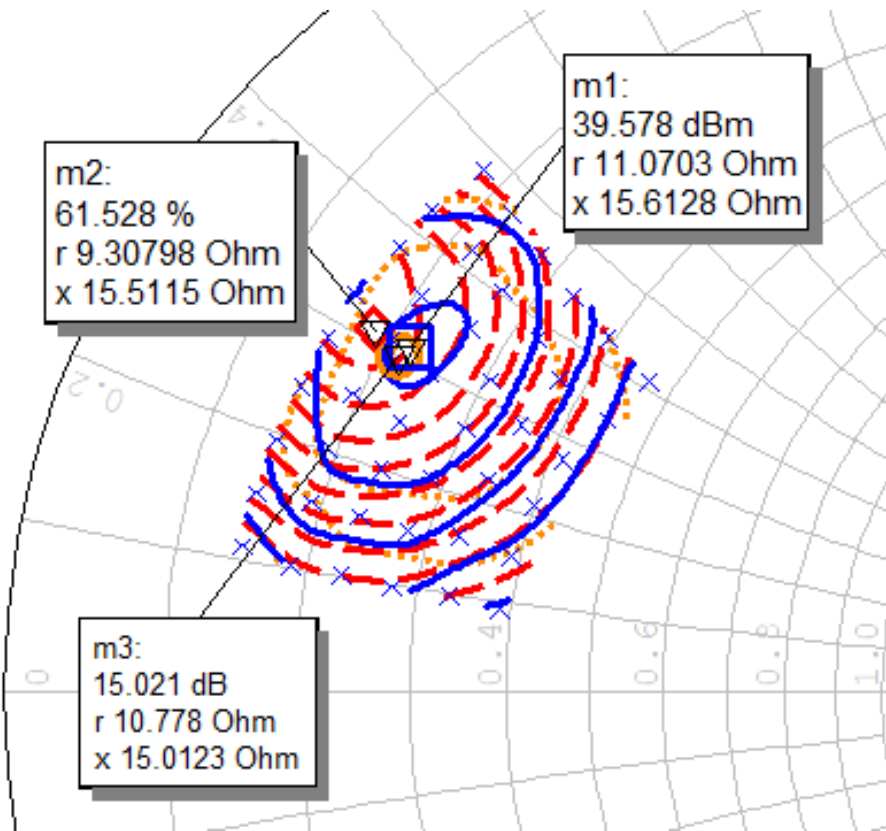 m1:
39.578 dBm
r 11.0703 Ohm
x 15.6128 Ohm
m2:
61.528 %
r 9.30798 Ohm
x 15.5115 Ohm
0.2
0
0.4
0.6
0.8
1.0
m3:
15.021 dB
r 10.778 Ohm
x 15.0123 Ohm